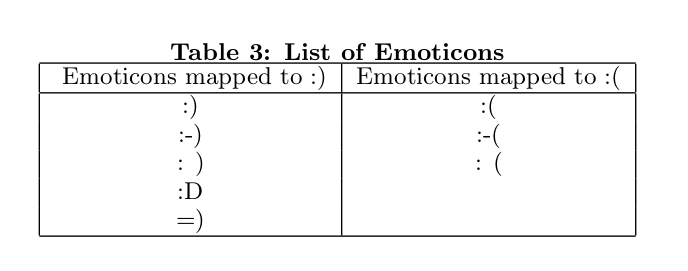 Table 3: List of Emoticons
Emoticons mapped to :) Emoticons mapped to :(
:) :(
:-) :-(
: ) : (
:D
=)